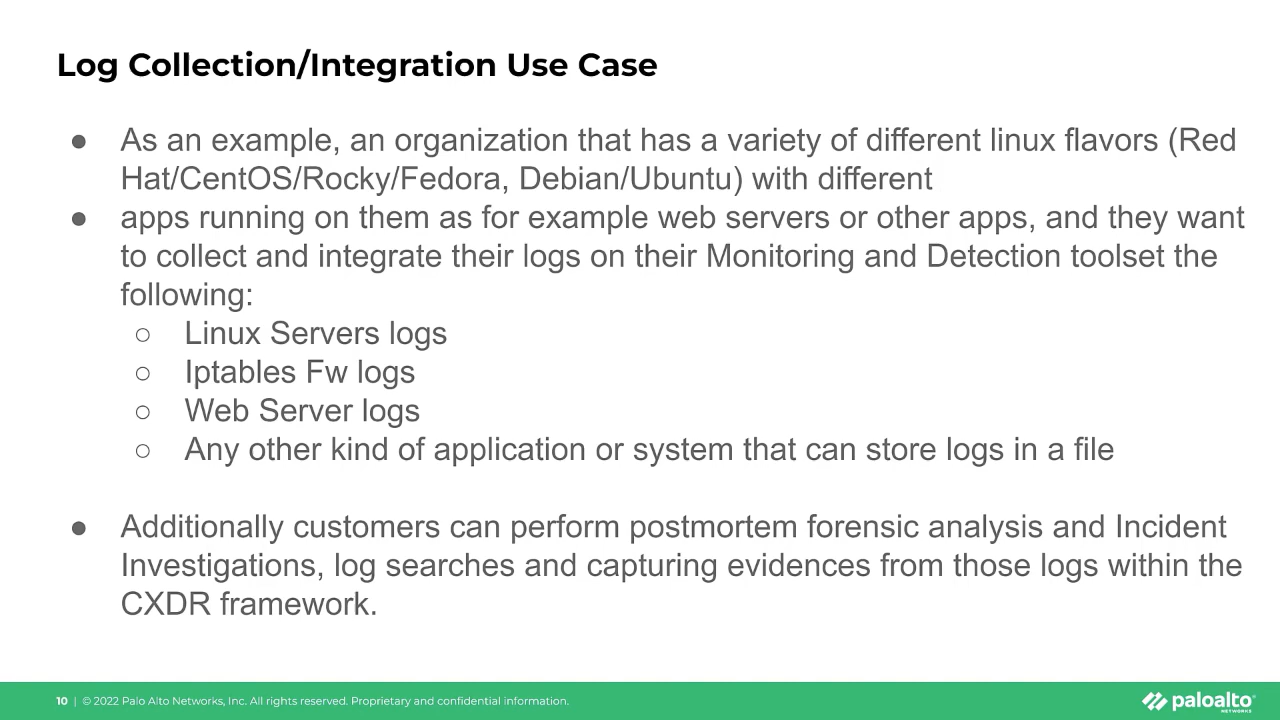 Log Collection/Integration Use Case
● As an example, an organization that has a variety of different linux flavors (Red
Hat/CentOS/Rocky/Fedora, Debian/Ubuntu) with different
● apps running on them as for example web servers or other apps, and they want
to collect and integrate their logs on their Monitoring and Detection toolset the
following:
○ Linux Servers logs
○ Iptables Fw logs
○ Web Server logs
○ Any other kind of application or system that can store logs in a file
● Additionally customers can perform postmortem forensic analysis and Incident
Investigations, log searches and capturing evidences from those logs within the
CXDR framework.
10 | © 2022 Palo Alto Networks, Inc. All rights reserved. Proprietary and confidential information.
paloalto
NETWORKS